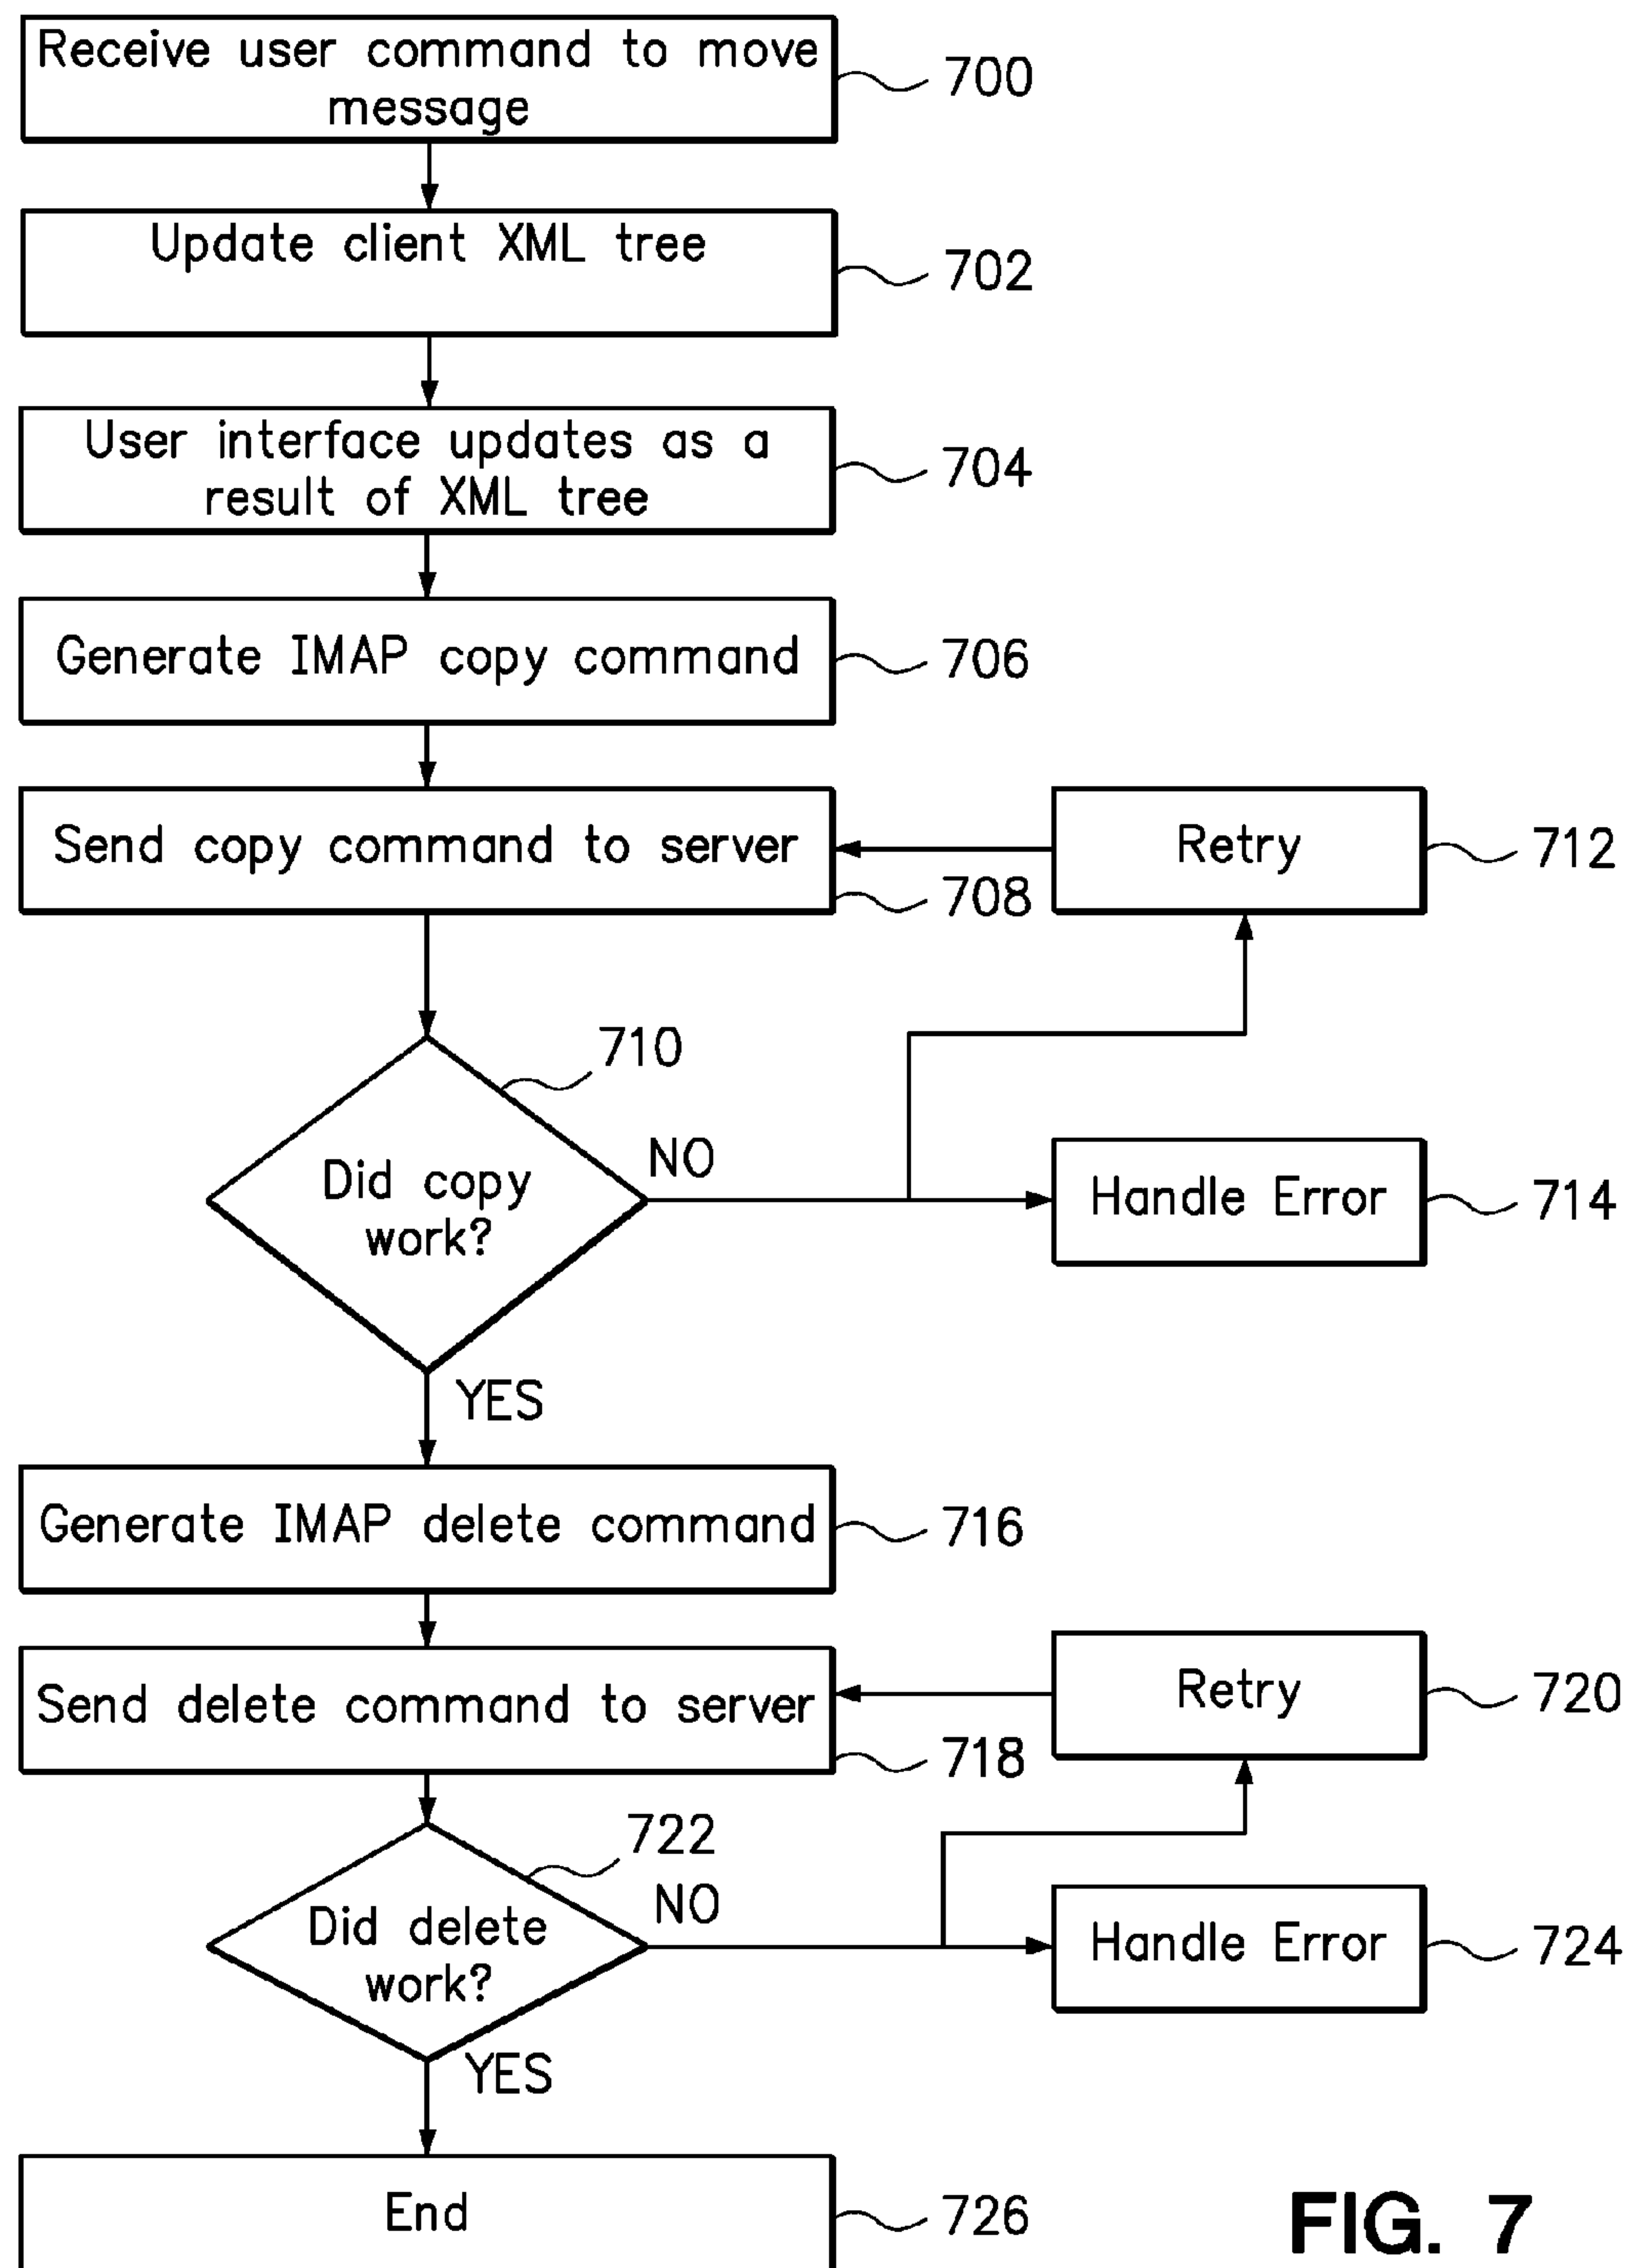 Receive user command to move
message
700
Update client XML tree
702
User interface updates as a
result of XML tree
704
Generate IMAP copy command
706
Send copy command to server
708
Retry
712
710
Did copy
work?
NO
Handle Error
714
YES
Generate IMAP delete command
716
Send delete command to server
718
Retry
720
722
Did delete
work?
NO
Handle Error
724
YES
End
726
FIG. 7